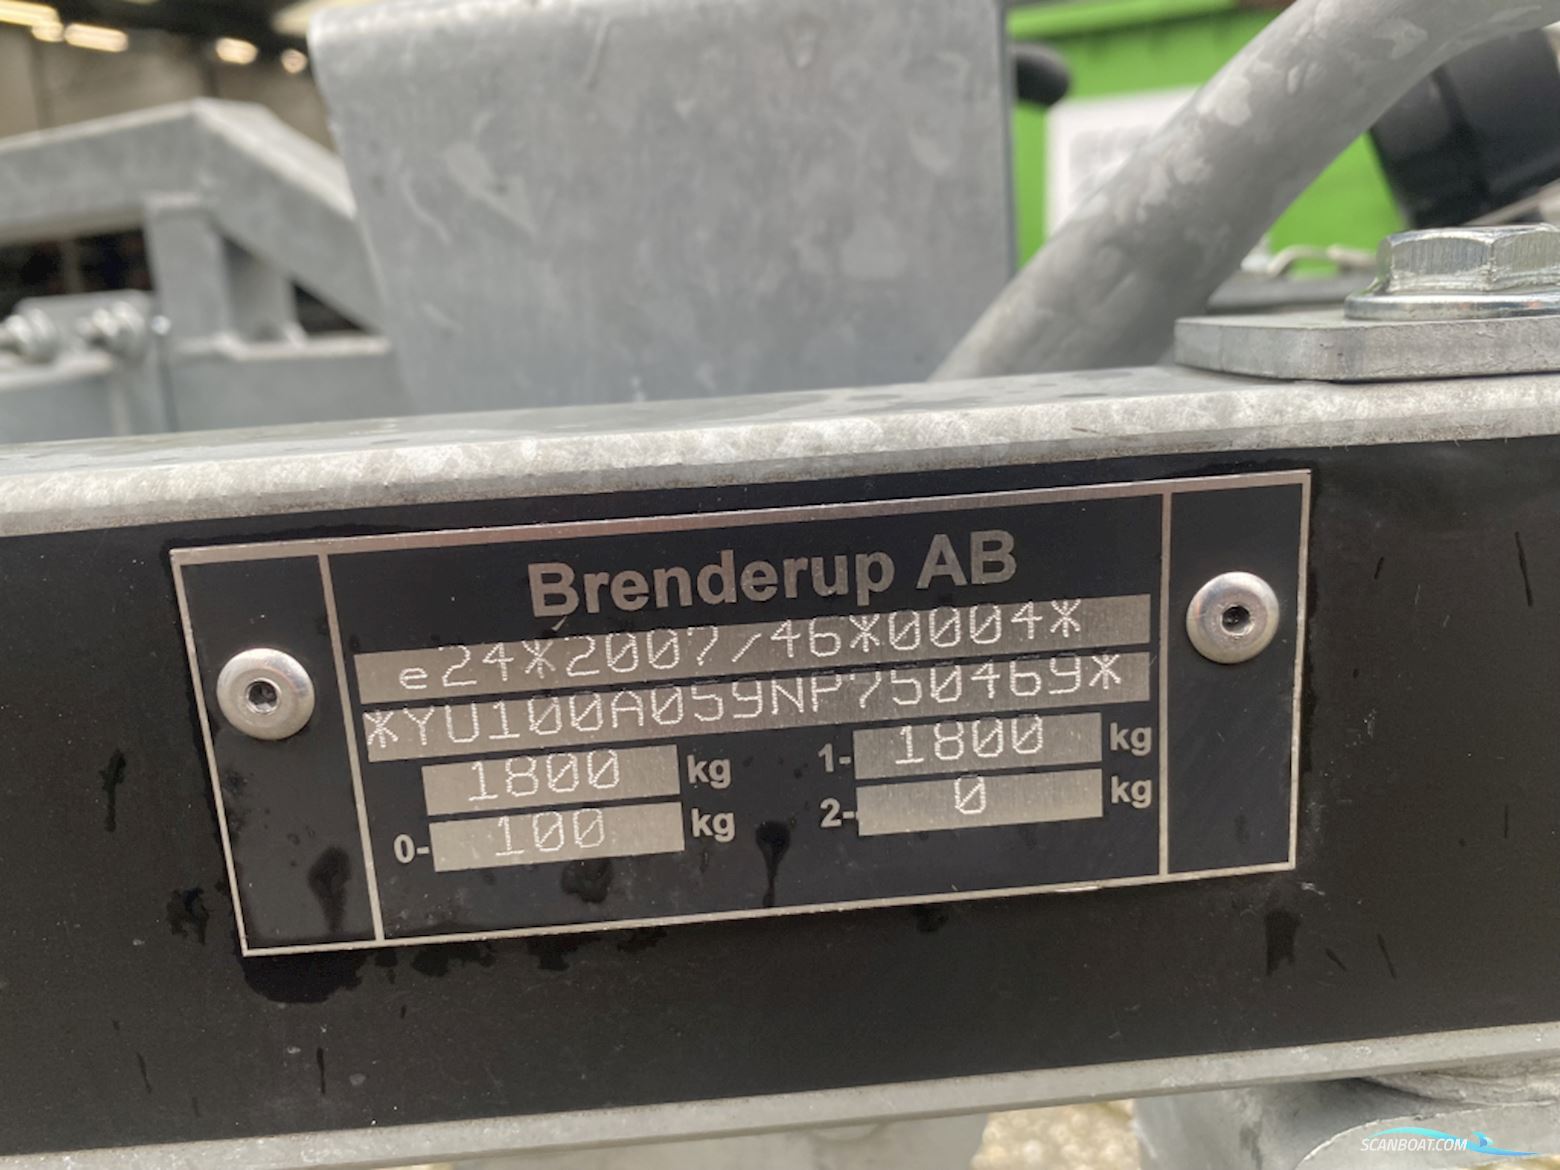 Brenderup AB
e24*2007/46*0004*
*YU100A059NP750469*
1800 kg 1- 1800 kg
0- 100 kg 2- 0 kg
SCANBOAT.COM